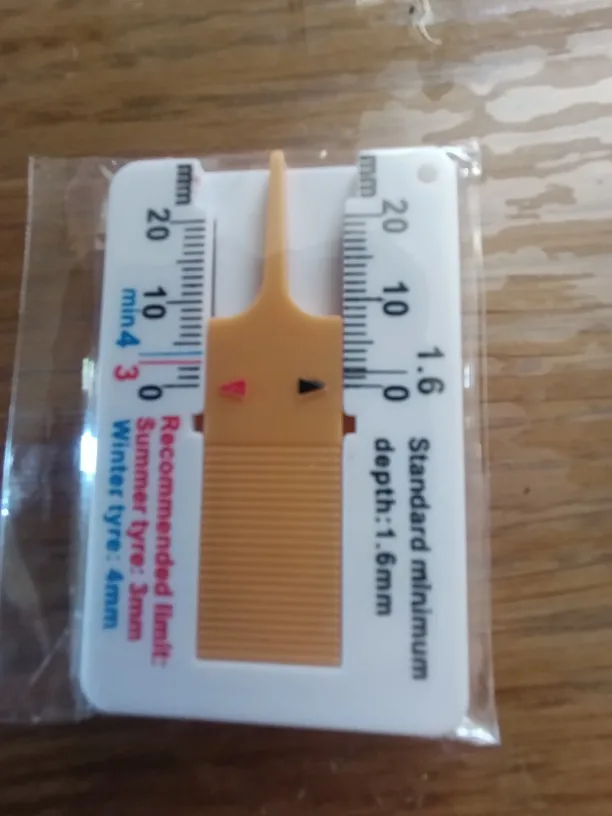 mm
20
10
0
min4
3
Recommended limit:
Summer tyre: 3mm
Winter tyre: 4mm
mm
20
10
0
1.6
Standard minimum
depth:1.6mm